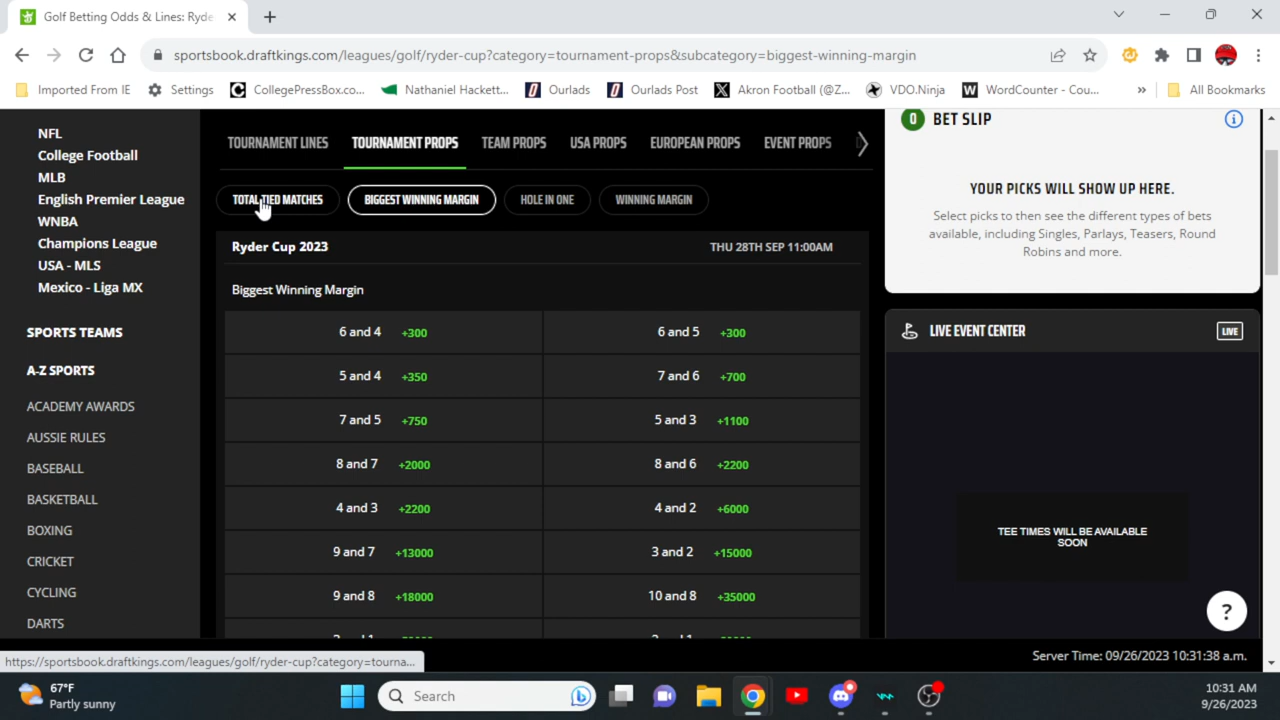 Golf Betting Odds & Lines: Ryde
sportsbook.draftkings.com/leagues/golf/ryder-cup?category=tournament-props&subcategory=biggest-winning-margin
Imported From IE
Settings
CollegePressBox.co...
Nathaniel Hackett...
Ourlads
Ourlads Post
Akron Football (@Z...
VDO.Ninja
WordCounter - Cou...
»
All Bookmarks
NFL
College Football
MLB
English Premier League
WNBA
Champions League
USA - MLS
Mexico - Liga MX
SPORTS TEAMS
A-Z SPORTS
ACADEMY AWARDS
AUSSIE RULES
BASEBALL
BASKETBALL
BOXING
CRICKET
CYCLING
DARTS
TOURNAMENT LINES
TOURNAMENT PROPS
TEAM PROPS
USA PROPS
EUROPEAN PROPS
EVENT PROPS
TOTAL TIED MATCHES
BIGGEST WINNING MARGIN
HOLE IN ONE
WINNING MARGIN
Ryder Cup 2023
THU 28TH SEP 11:00AM
Biggest Winning Margin
6 and 4 +300
6 and 5 +300
5 and 4 +350
7 and 6 +700
7 and 5 +750
5 and 3 +1100
8 and 7 +2000
8 and 6 +2200
4 and 3 +2200
4 and 2 +6000
9 and 7 +13000
3 and 2 +15000
9 and 8 +18000
10 and 8 +35000
0 BET SLIP
YOUR PICKS WILL SHOW UP HERE.
Select picks to then see the different types of bets
available, including Singles, Parlays, Teasers, Round
Robins and more.
LIVE EVENT CENTER
LIVE
TEE TIMES WILL BE AVAILABLE
SOON
?
https://sportsbook.draftkings.com/leagues/golf/ryder-cup?category=tourna...
Server Time: 09/26/2023 10:31:38 a.m.
67°F
Partly sunny
Search
10:31 AM
9/26/2023